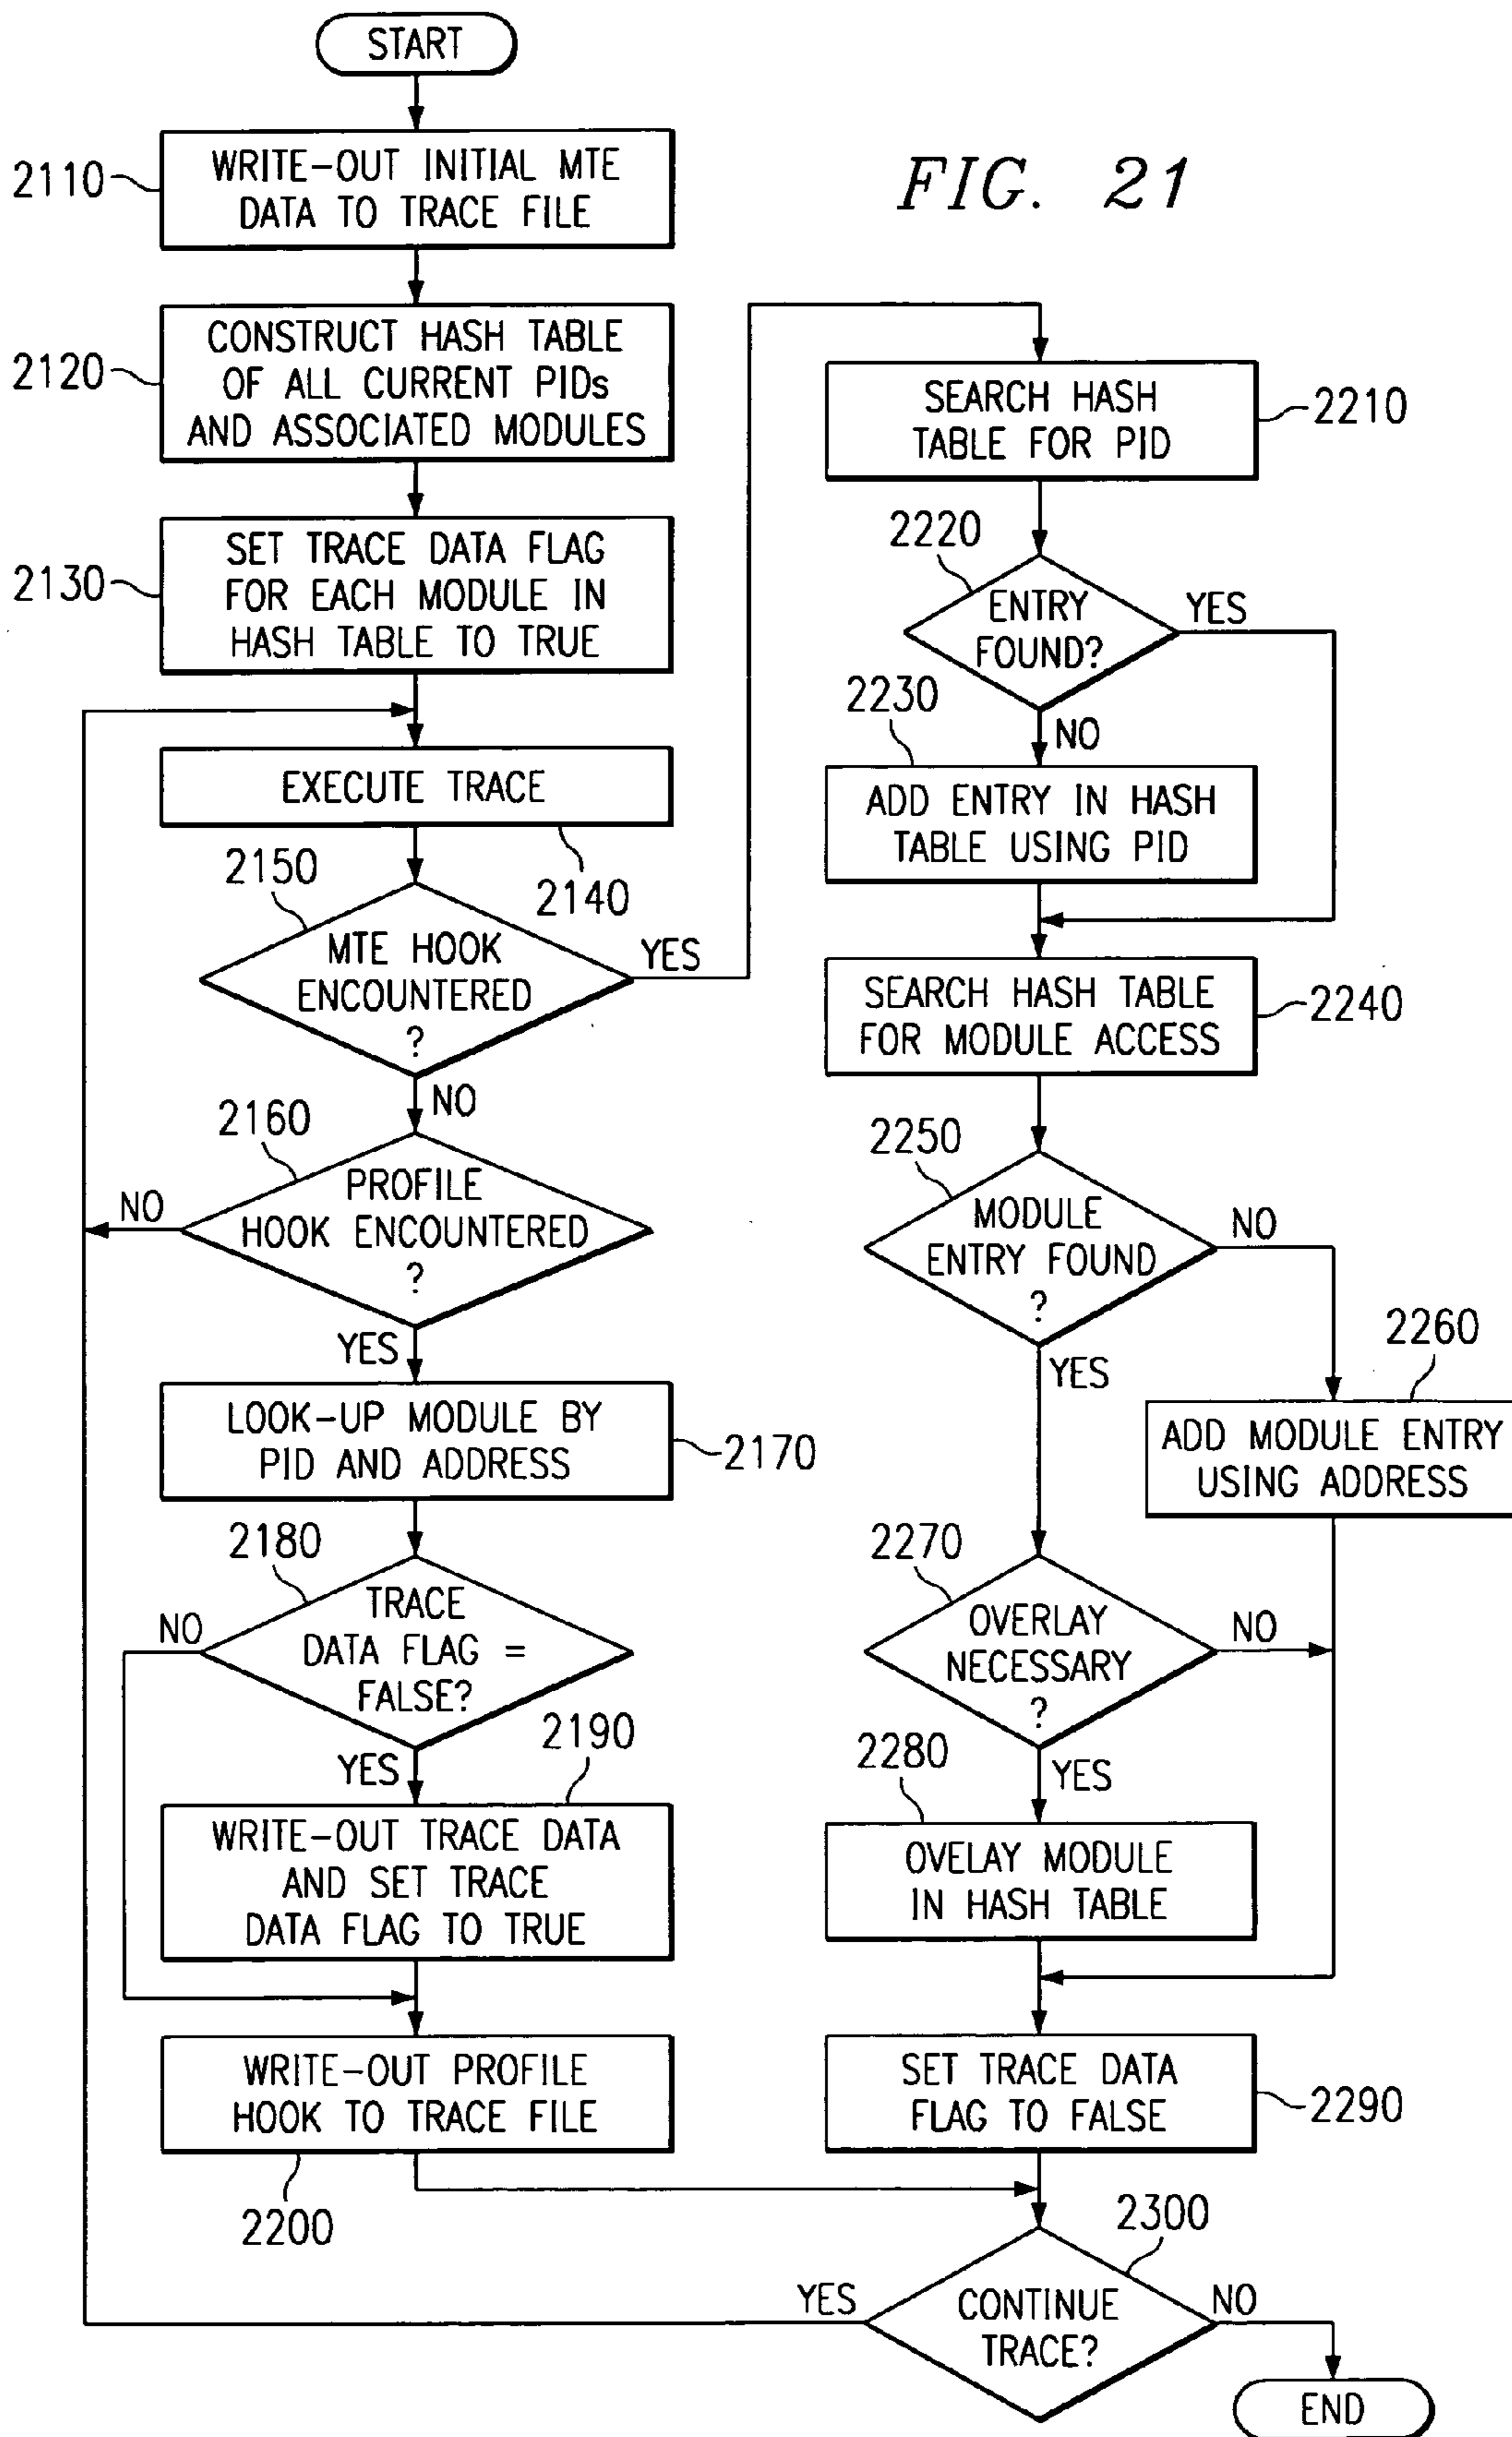 START
2110
WRITE-OUT INITIAL MTE
DATA TO TRACE FILE
FIG. 21
2120
CONSTRUCT HASH TABLE
OF ALL CURRENT PIDs
AND ASSOCIATED MODULES
2130
SET TRACE DATA FLAG
FOR EACH MODULE IN
HASH TABLE TO TRUE
EXECUTE TRACE
2140
2150
MTE HOOK
ENCOUNTERED
?
YES
NO
2160
PROFILE
HOOK ENCOUNTERED
?
NO
YES
LOOK-UP MODULE BY
PID AND ADDRESS
2170
2180
TRACE
DATA FLAG =
FALSE?
NO
YES
2190
WRITE-OUT TRACE DATA
AND SET TRACE
DATA FLAG TO TRUE
WRITE-OUT PROFILE
HOOK TO TRACE FILE
2200
SEARCH HASH
TABLE FOR PID
2210
2220
ENTRY
FOUND?
YES
NO
2230
ADD ENTRY IN HASH
TABLE USING PID
SEARCH HASH TABLE
FOR MODULE ACCESS
2240
2250
MODULE
ENTRY FOUND
?
NO
YES
2260
ADD MODULE ENTRY
USING ADDRESS
2270
OVERLAY
NECESSARY
?
NO
YES
2280
OVELAY MODULE
IN HASH TABLE
SET TRACE DATA
FLAG TO FALSE
2290
2300
CONTINUE
TRACE?
YES
NO
END